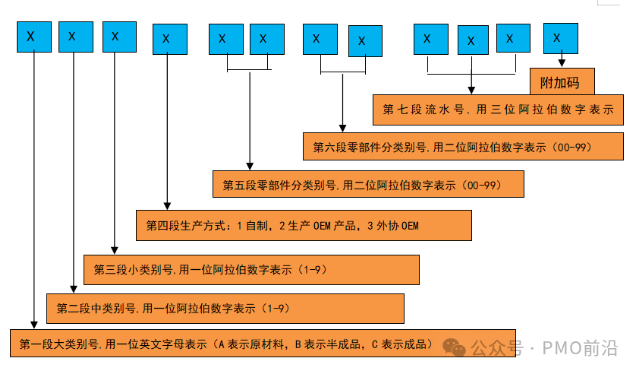 X X X X X X X X X X X X
附加码
第七段流水号,用三位阿拉伯数字表示
第六段零部件分类别号,用二位阿拉伯数字表示（00-99）
第五段零部件分类别号,用二位阿拉伯数字表示（00-99）
第四段生产方式：1自制，2生产OEM产品，3外协OEM
第三段小类别号,用一位阿拉伯数字表示（1-9）
第二段中类别号,用一位阿拉伯数字表示（1-9）
第一段大类别号,用一位英文字母表示（A表示原材料，B表示半成品，C表示成品）
公众号·PMO前沿